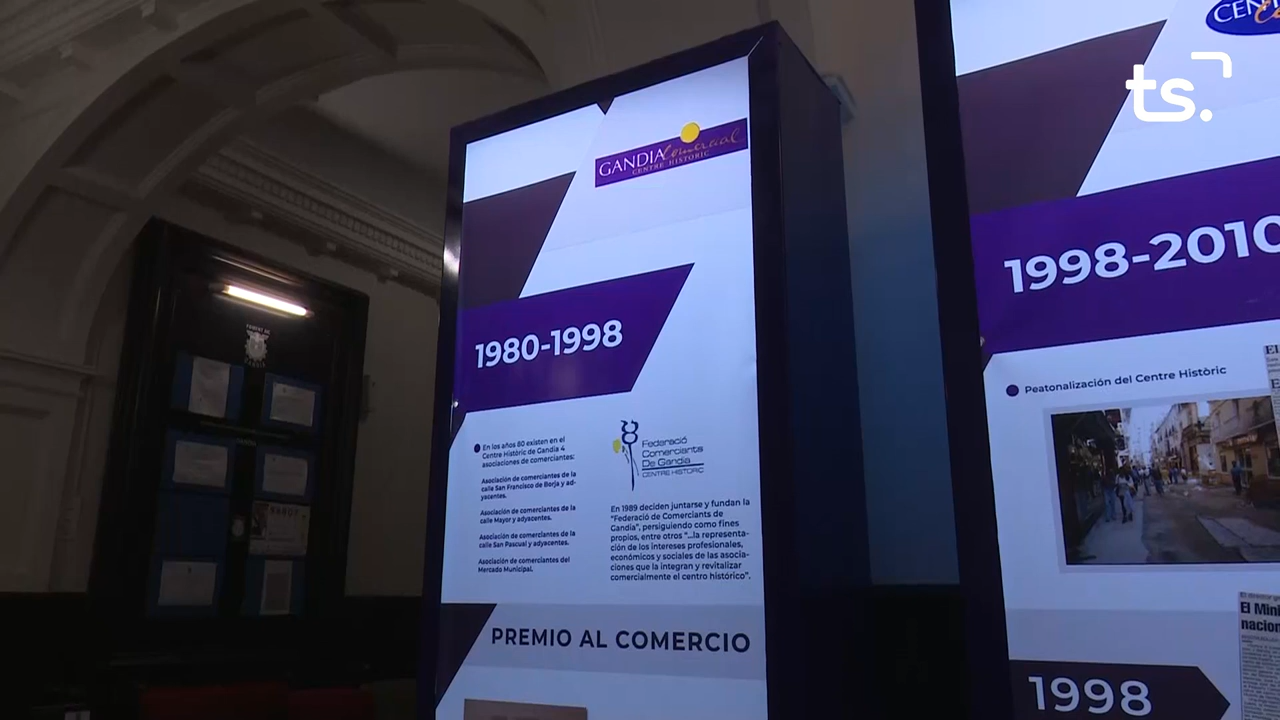 ts.
GANDIA Comercial
CENTRE HISTÒRIC
1980-1998
En los años 80 existen en el
Centre Històric de Gandia 4
asociaciones de comerciantes:
Asociación de comerciantes de la
calle San Francisco de Borja y ad-
yacentes.
Asociación de comerciantes de la
calle Mayor y adyacentes.
Asociación de comerciantes de la
calle San Pascual y adyacentes.
Asociación de comerciantes del
Mercado Municipal.
Federació
Comerciants
De Gandia
CENTRE HISTÒRIC
En 1989 deciden juntarse y fundan la
“Federació de Comerciants de
Gandia”, persiguiendo como fines
propios, entre otros “...la representa-
ción de los intereses profesionales,
económicos y sociales de las asocia-
ciones que la integran y revitalizar
comercialmente el centro histórico”.
PREMIO AL COMERCIO
CEN
1998-2010
Peatonalización del Centre Històric
El
El Mini
nacion
1998